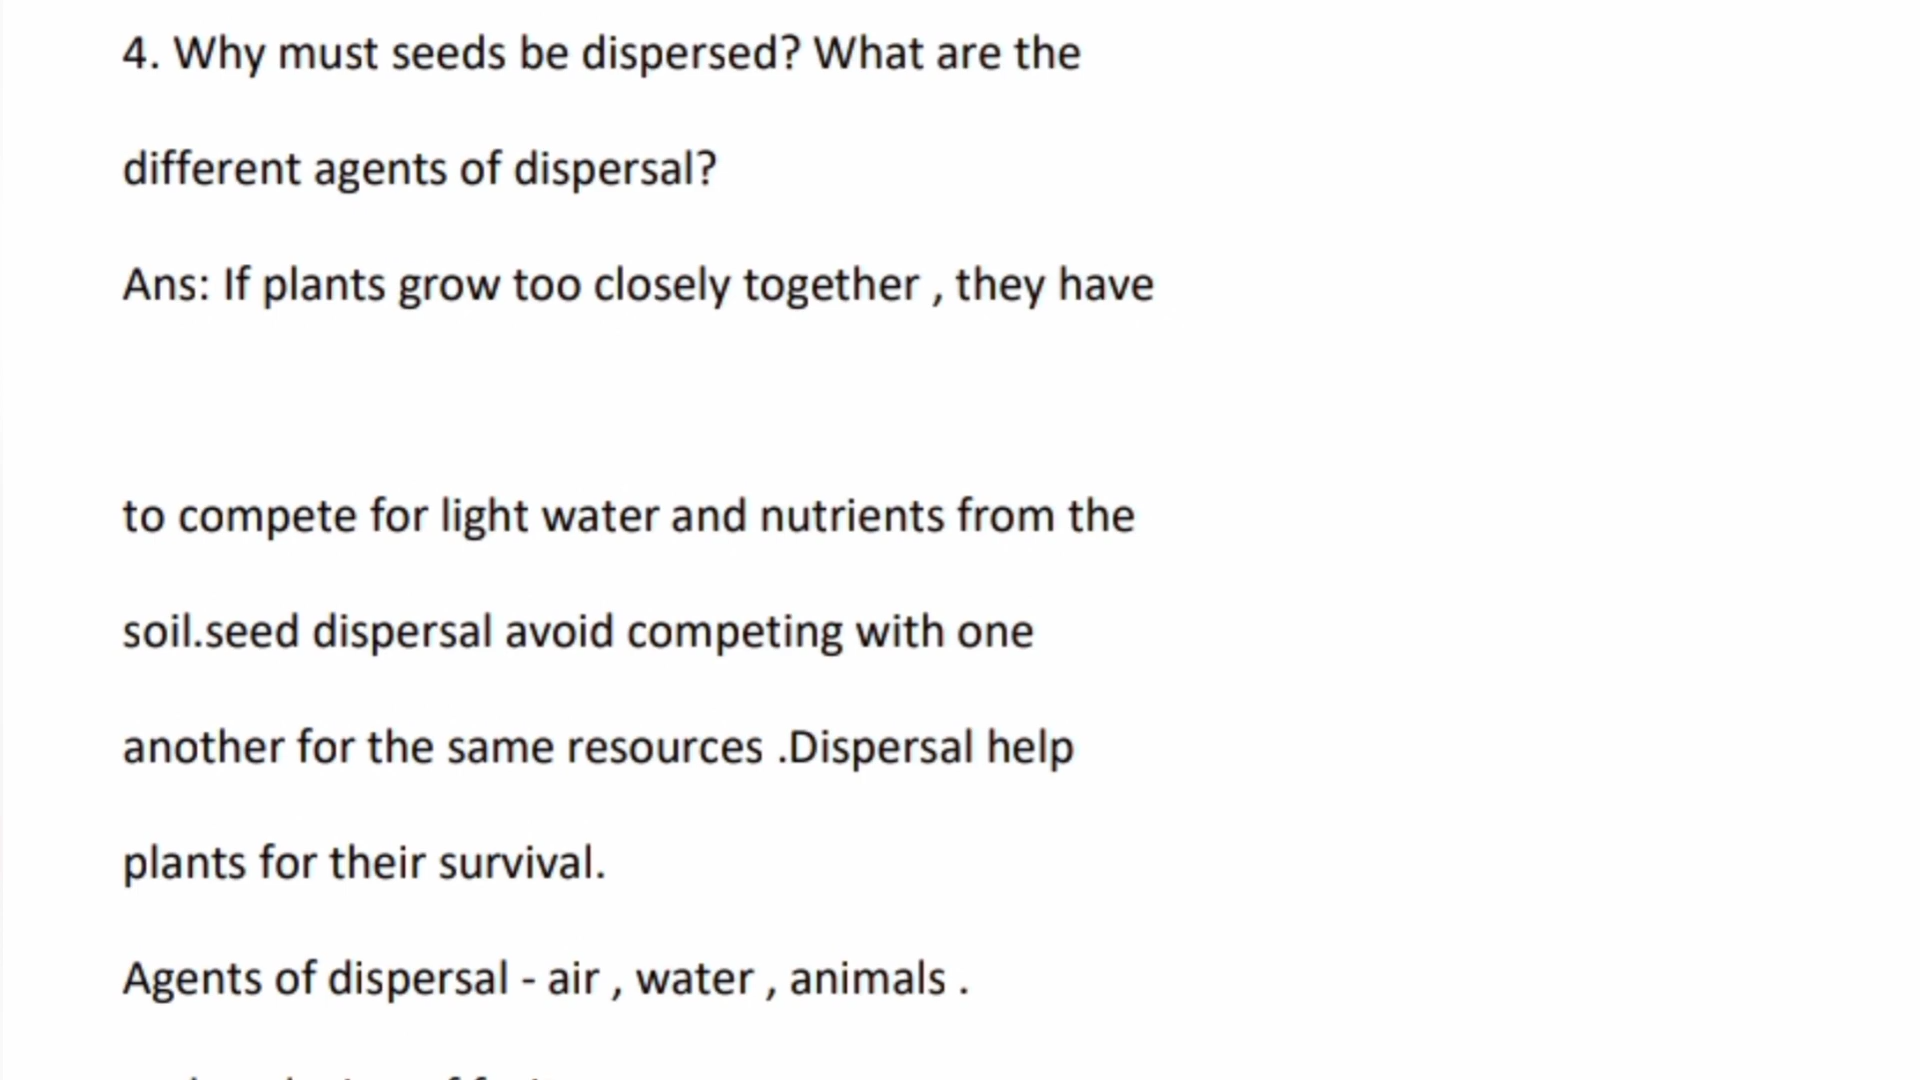 4. Why must seeds be dispersed? What are the
different agents of dispersal?
Ans: If plants grow too closely together , they have
to compete for light water and nutrients from the
soil.seed dispersal avoid competing with one
another for the same resources .Dispersal help
plants for their survival.
Agents of dispersal - air , water , animals .